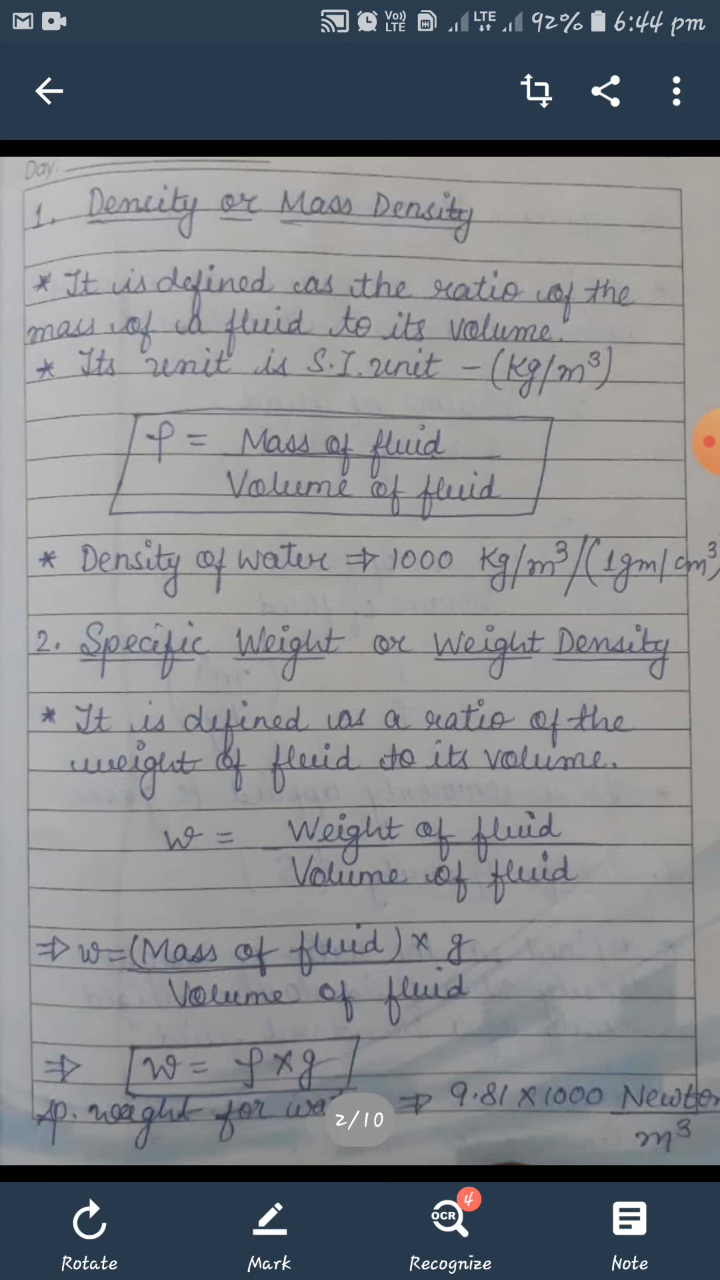 Vo)) LTE LTE 92% 6:44 pm
Day.
1. Dencity or Mass Density
* It is defined as the ratio of the
mass of a fluid to its volume.
* Its unit is S.I. unit - (Kg/m³)
ρ = Mass of fluid
Volume of fluid
* Density of water ⇒ 1000 Kg/m³/(1gm/cm³
2. Specific Weight or Weight Density
* It is defined as a ratio of the
weight of fluid to its volume.
w = Weight of fluid
Volume of fluid
⇒ w=(Mass of fluid) × g
Volume of fluid
⇒ w = ρ × g
sp. weight for wa ⇒ 9.81 × 1000 Newton
m³
2/10
OCR 4
Rotate Mark Recognize Note